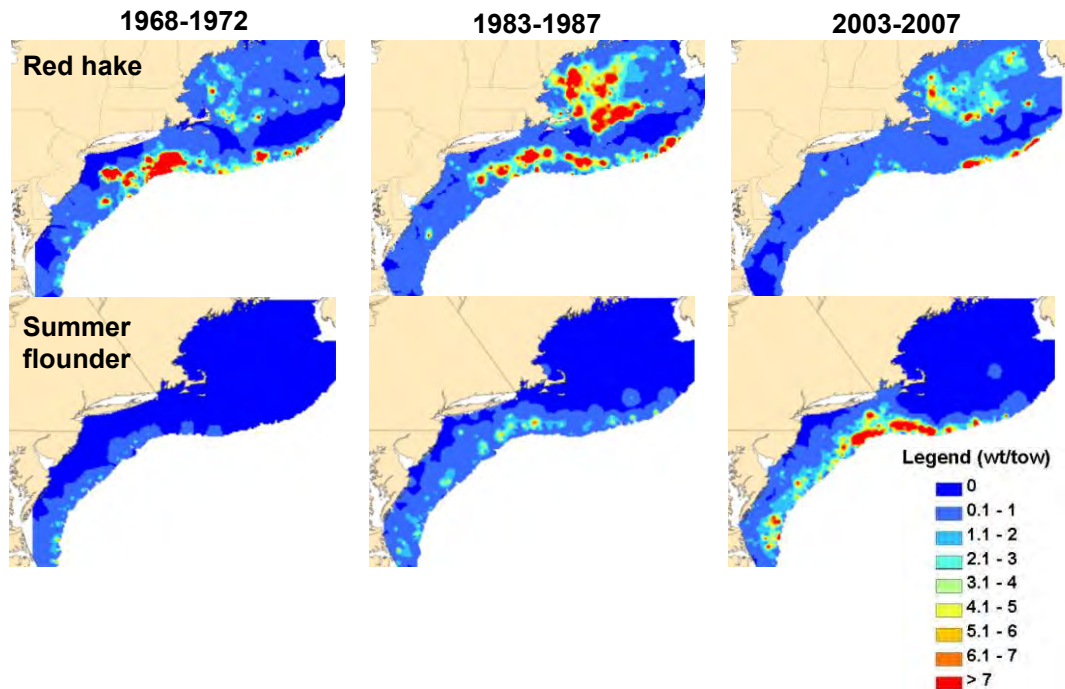 1968-1972
1983-1987
2003-2007
Red hake
Summer
flounder
Legend (wt/tow)
0
0.1 - 1
1.1 - 2
2.1 - 3
3.1 - 4
4.1 - 5
5.1 - 6
6.1 - 7
> 7